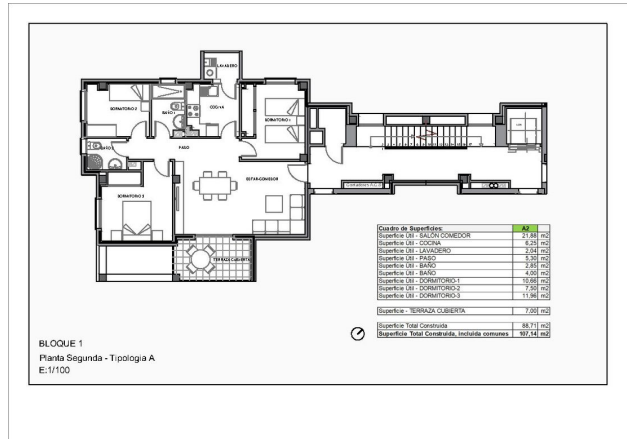 LAVADERO
DORMITORIO 2
BAÑO
COCINA
DORMITORIO 1
PASO
ESTAR-COMEDOR
DORMITORIO 3
TERRAZA CUBIERTA
Cuadro de Superficies: A2
Superficie Útil - SALÓN COMEDOR 21,88 m2
Superficie Útil - COCINA 6,25 m2
Superficie Útil - LAVADERO 2,04 m2
Superficie Útil - PASO 5,30 m2
Superficie Útil - BAÑO 2,85 m2
Superficie Útil - BAÑO 4,00 m2
Superficie Útil - DORMITORIO-1 10,66 m2
Superficie Útil - DORMITORIO-2 7,50 m2
Superficie Útil - DORMITORIO-3 11,96 m2
Superficie - TERRAZA CUBIERTA 7,00 m2
Superficie Total Construida 88,71 m2
Superficie Total Construida, incluida comunes 107,14 m2
BLOQUE 1
Planta Segunda - Tipologia A
E:1/100